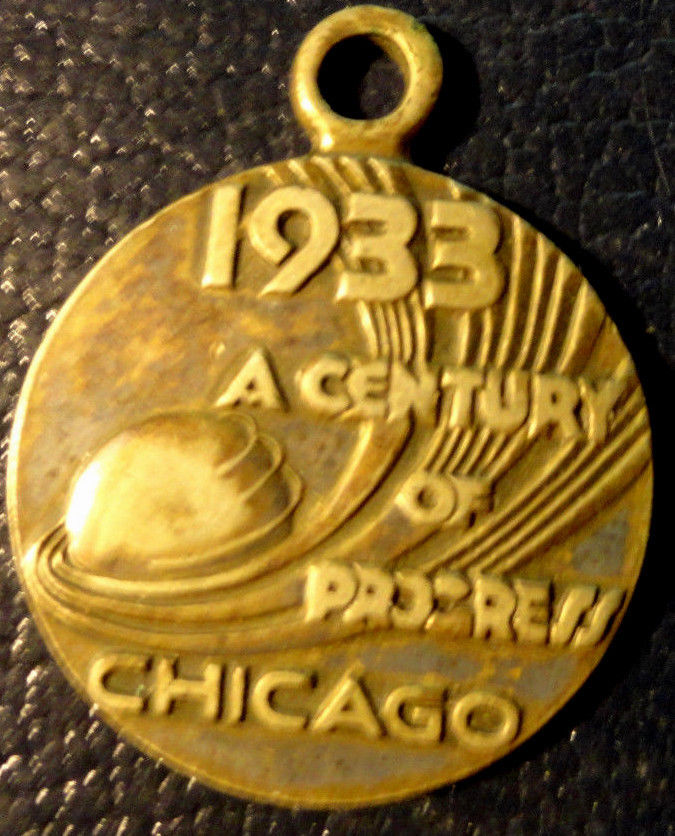 1933
A CENTURY
OF
PROGRESS
CHICAGO